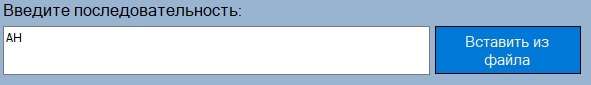 Введите последовательность:
АН
Вставить из
файла